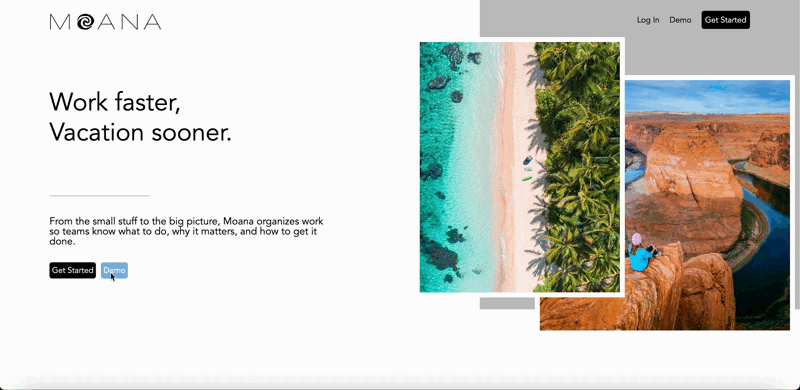 MOANA
Log In
Demo
Get Started
Work faster,
Vacation sooner.
From the small stuff to the big picture, Moana organizes work
so teams know what to do, why it matters, and how to get it
done.
Get Started
Demo